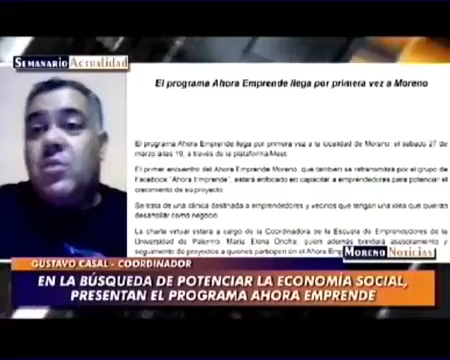 SEMANARIO Actualidad
El programa Ahora Emprende llega por primera vez a Moreno
El programa Ahora Emprende llega por primera vez a la localidad de Moreno, el sábado 27 de
marzo a las 19, a través de la plataforma Meet.
El primer encuentro del Ahora Emprende Moreno, que también se retransmitirá por el grupo de
Facebook "Ahora Emprende", estará enfocado en capacitar a emprendedores para potenciar el
crecimiento de su proyecto.
Se trata de una clínica destinada a emprendedores y vecinos que tengan una idea que quieran
desarrollar como negocio.
La charla virtual estará a cargo de la Coordinadora de la Escuela de Emprendedores de la
Universidad de Palermo María Elena Onofre, quien además brindará asesoramiento y
seguimiento de proyectos a quienes participen en el Ahora
MORENO NOTICIAS
GUSTAVO CASAL - COORDINADOR
EN LA BÚSQUEDA DE POTENCIAR LA ECONOMÍA SOCIAL,
PRESENTAN EL PROGRAMA AHORA EMPRENDE